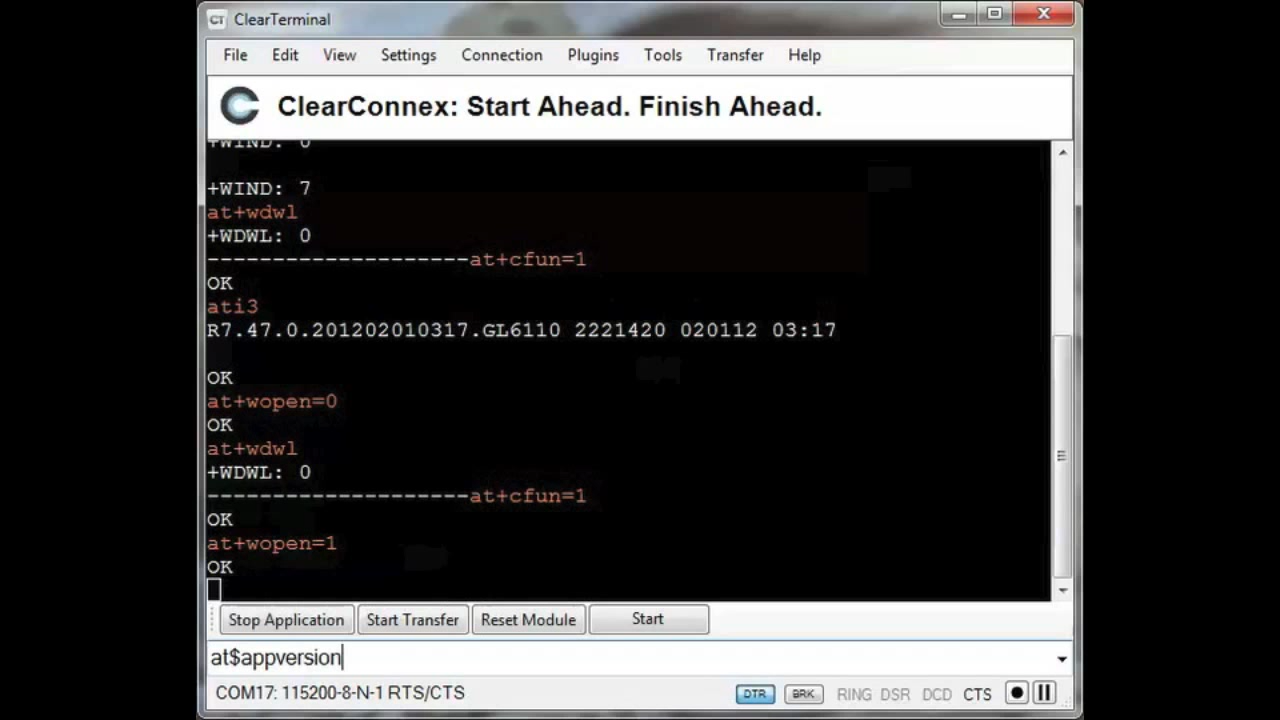 CT ClearTerminal
File Edit View Settings Connection Plugins Tools Transfer Help
ClearConnex: Start Ahead. Finish Ahead.
+WIND: 0
+WIND: 7
at+wdwl
+WDWL: 0
--------------------at+cfun=1
OK
ati3
R7.47.0.201202010317.GL6110 2221420 020112 03:17
OK
at+wopen=0
OK
at+wdwl
+WDWL: 0
--------------------at+cfun=1
OK
at+wopen=1
OK
Stop Application Start Transfer Reset Module Start
at$appversion
COM17: 115200-8-N-1 RTS/CTS DTR BRK RING DSR DCD CTS